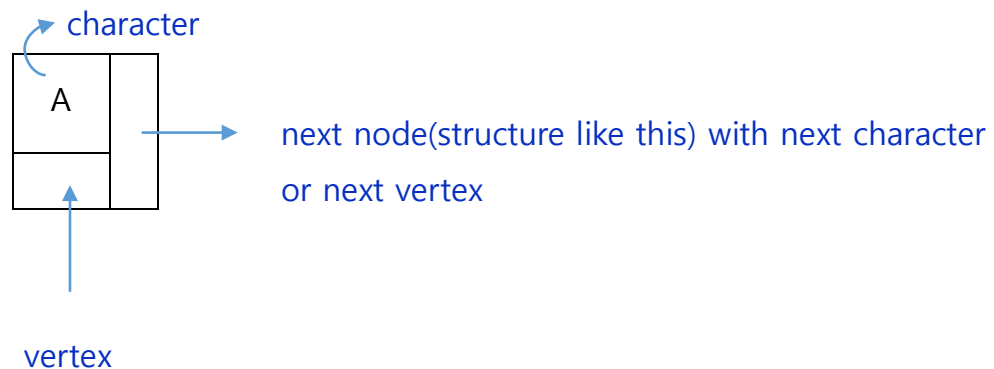 character
A
next node(structure like this) with next character
or next vertex
vertex